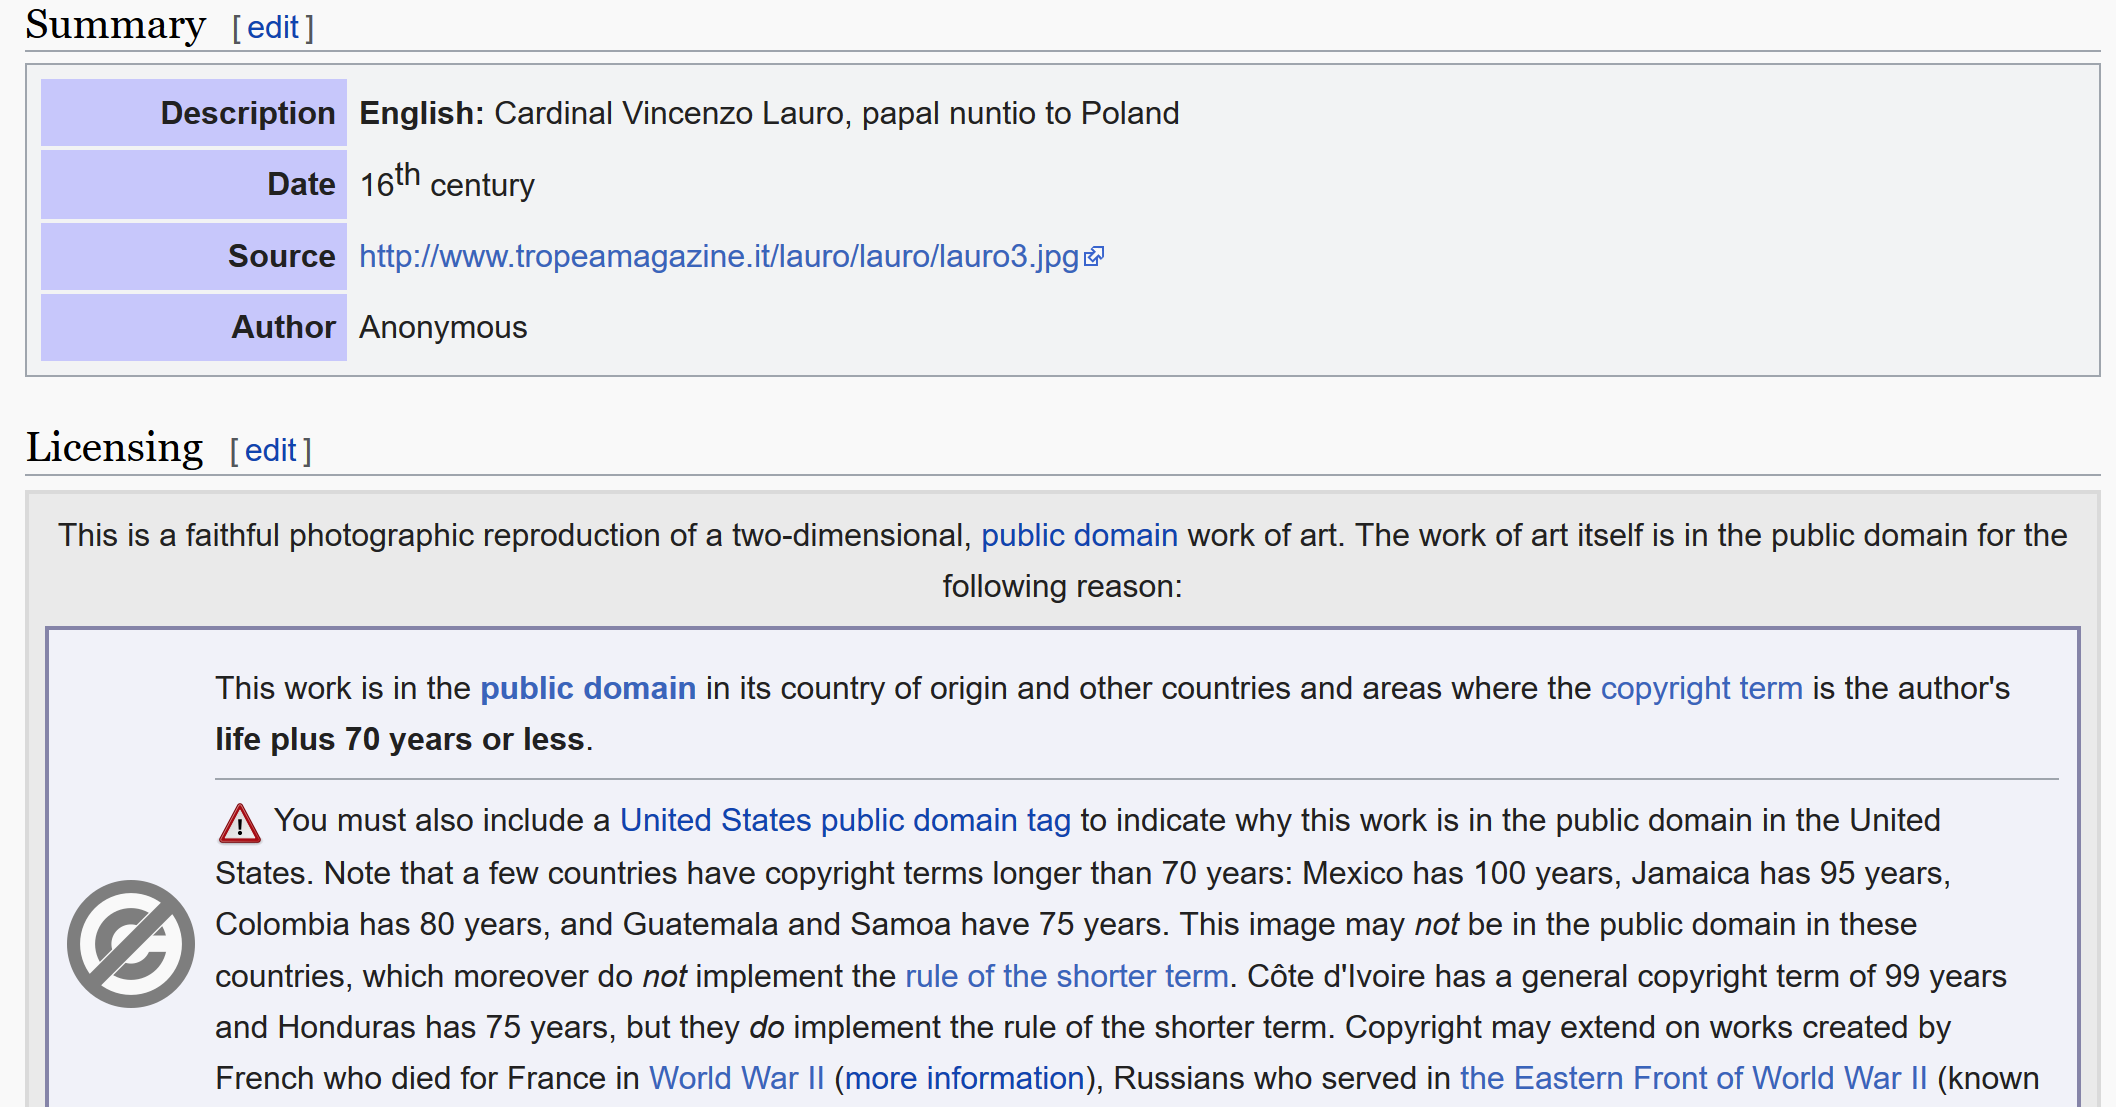 Summary [ edit ]
Description English: Cardinal Vincenzo Lauro, papal nuntio to Poland
Date 16th century
Source http://www.tropeamagazine.it/lauro/lauro/lauro3.jpg
Author Anonymous
Licensing [ edit ]
This is a faithful photographic reproduction of a two-dimensional, public domain work of art. The work of art itself is in the public domain for the
following reason:
This work is in the public domain in its country of origin and other countries and areas where the copyright term is the author's
life plus 70 years or less.
You must also include a United States public domain tag to indicate why this work is in the public domain in the United
States. Note that a few countries have copyright terms longer than 70 years: Mexico has 100 years, Jamaica has 95 years,
Colombia has 80 years, and Guatemala and Samoa have 75 years. This image may not be in the public domain in these
countries, which moreover do not implement the rule of the shorter term. Côte d'Ivoire has a general copyright term of 99 years
and Honduras has 75 years, but they do implement the rule of the shorter term. Copyright may extend on works created by
French who died for France in World War II (more information), Russians who served in the Eastern Front of World War II (known